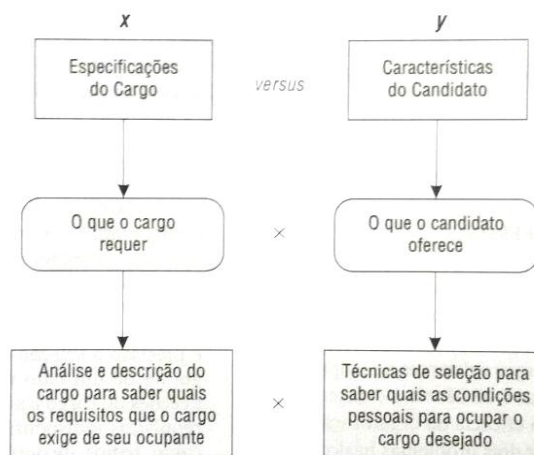 x
y
Especificações
do Cargo
versus
Características
do Candidato
O que o cargo
requer
×
O que o candidato
oferece
Análise e descrição do
cargo para saber quais
os requisitos que o cargo
exige de seu ocupante
×
Técnicas de seleção para
saber quais as condições
pessoais para ocupar o
cargo desejado